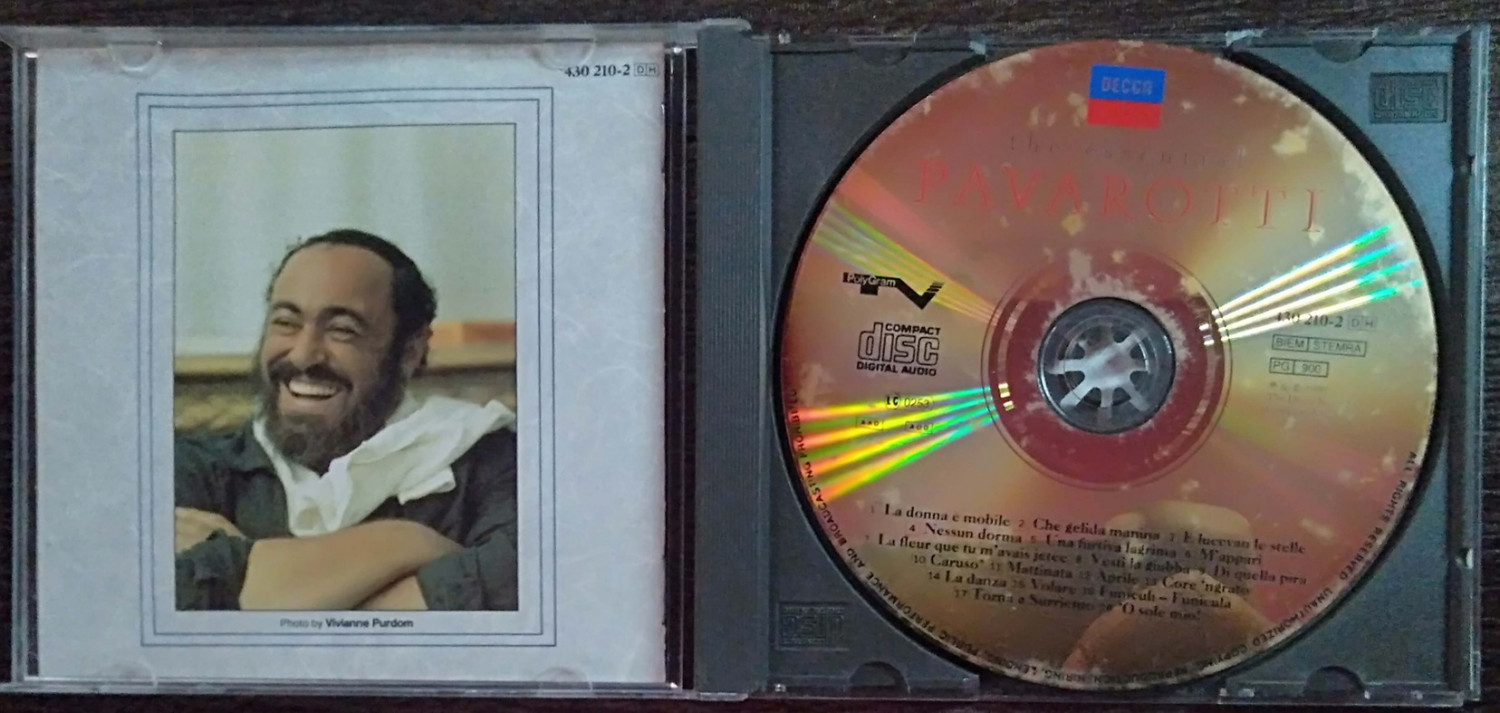 430 210-2 DH
Photo by Vivianne Purdom
DECCA
the essential
PAVAROTTI
PolyGram TV
COMPACT
disc
DIGITAL AUDIO
430 210-2 DH
BIEM STEMRA
PG 900
LC 0253
1 La donna e mobile 2 Che gelida manina 3 E lucevan le stelle
4 Nessun dorma 5 Una furtiva lagrima 6 M'appari
7 La fleur que tu m'avais jetée 8 Vesti la giubba 9 Di quella pira
10 Caruso* 11 Mattinata 12 Aprile 13 Core 'ngrato
14 La danza 15 Volare 16 Funiculì – Funiculà
17 Torna a Surriento 18 'O sole mio*
ALL RIGHTS RESERVED. UNAUTHORIZED COPYING, REPRODUCTION, HIRING, LENDING, PUBLIC PERFORMANCE AND BROADCASTING PROHIBITED